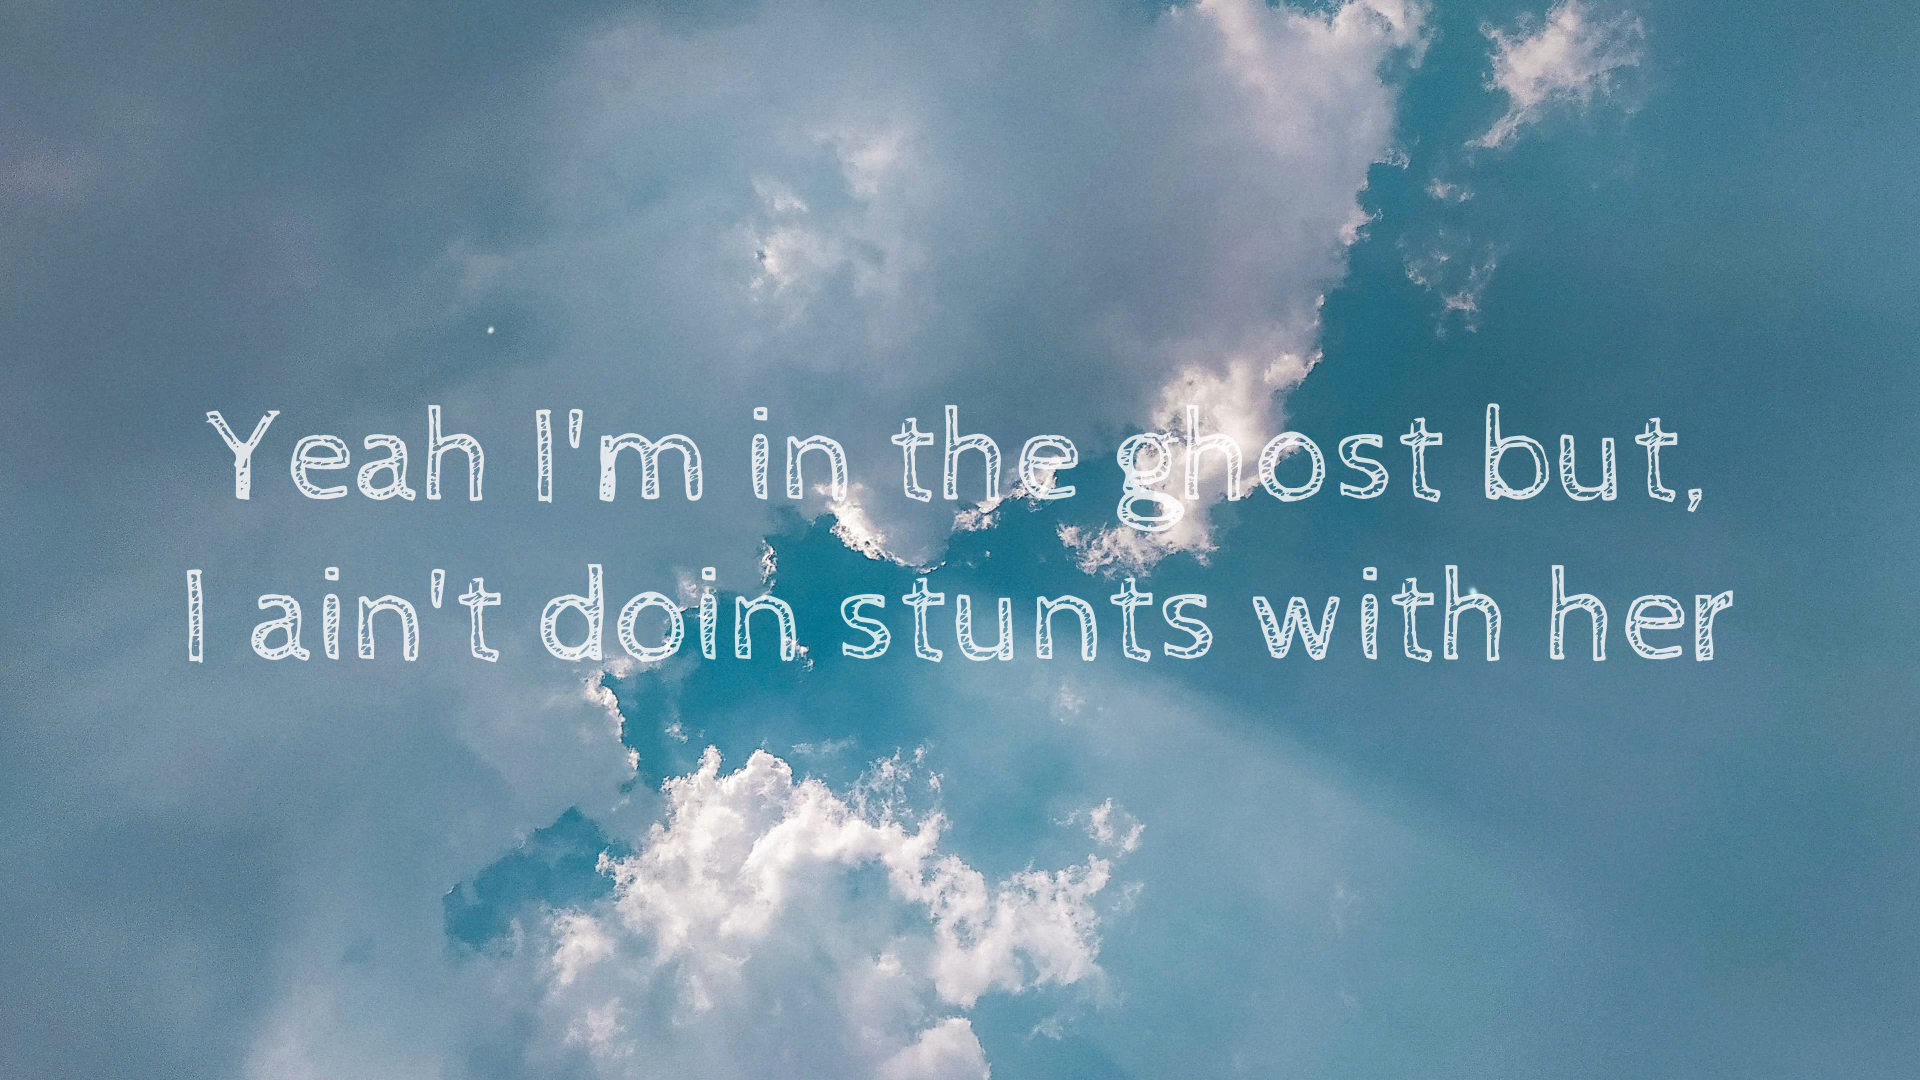 Yeah I'm in the ghost but,
I ain't doin stunts with her